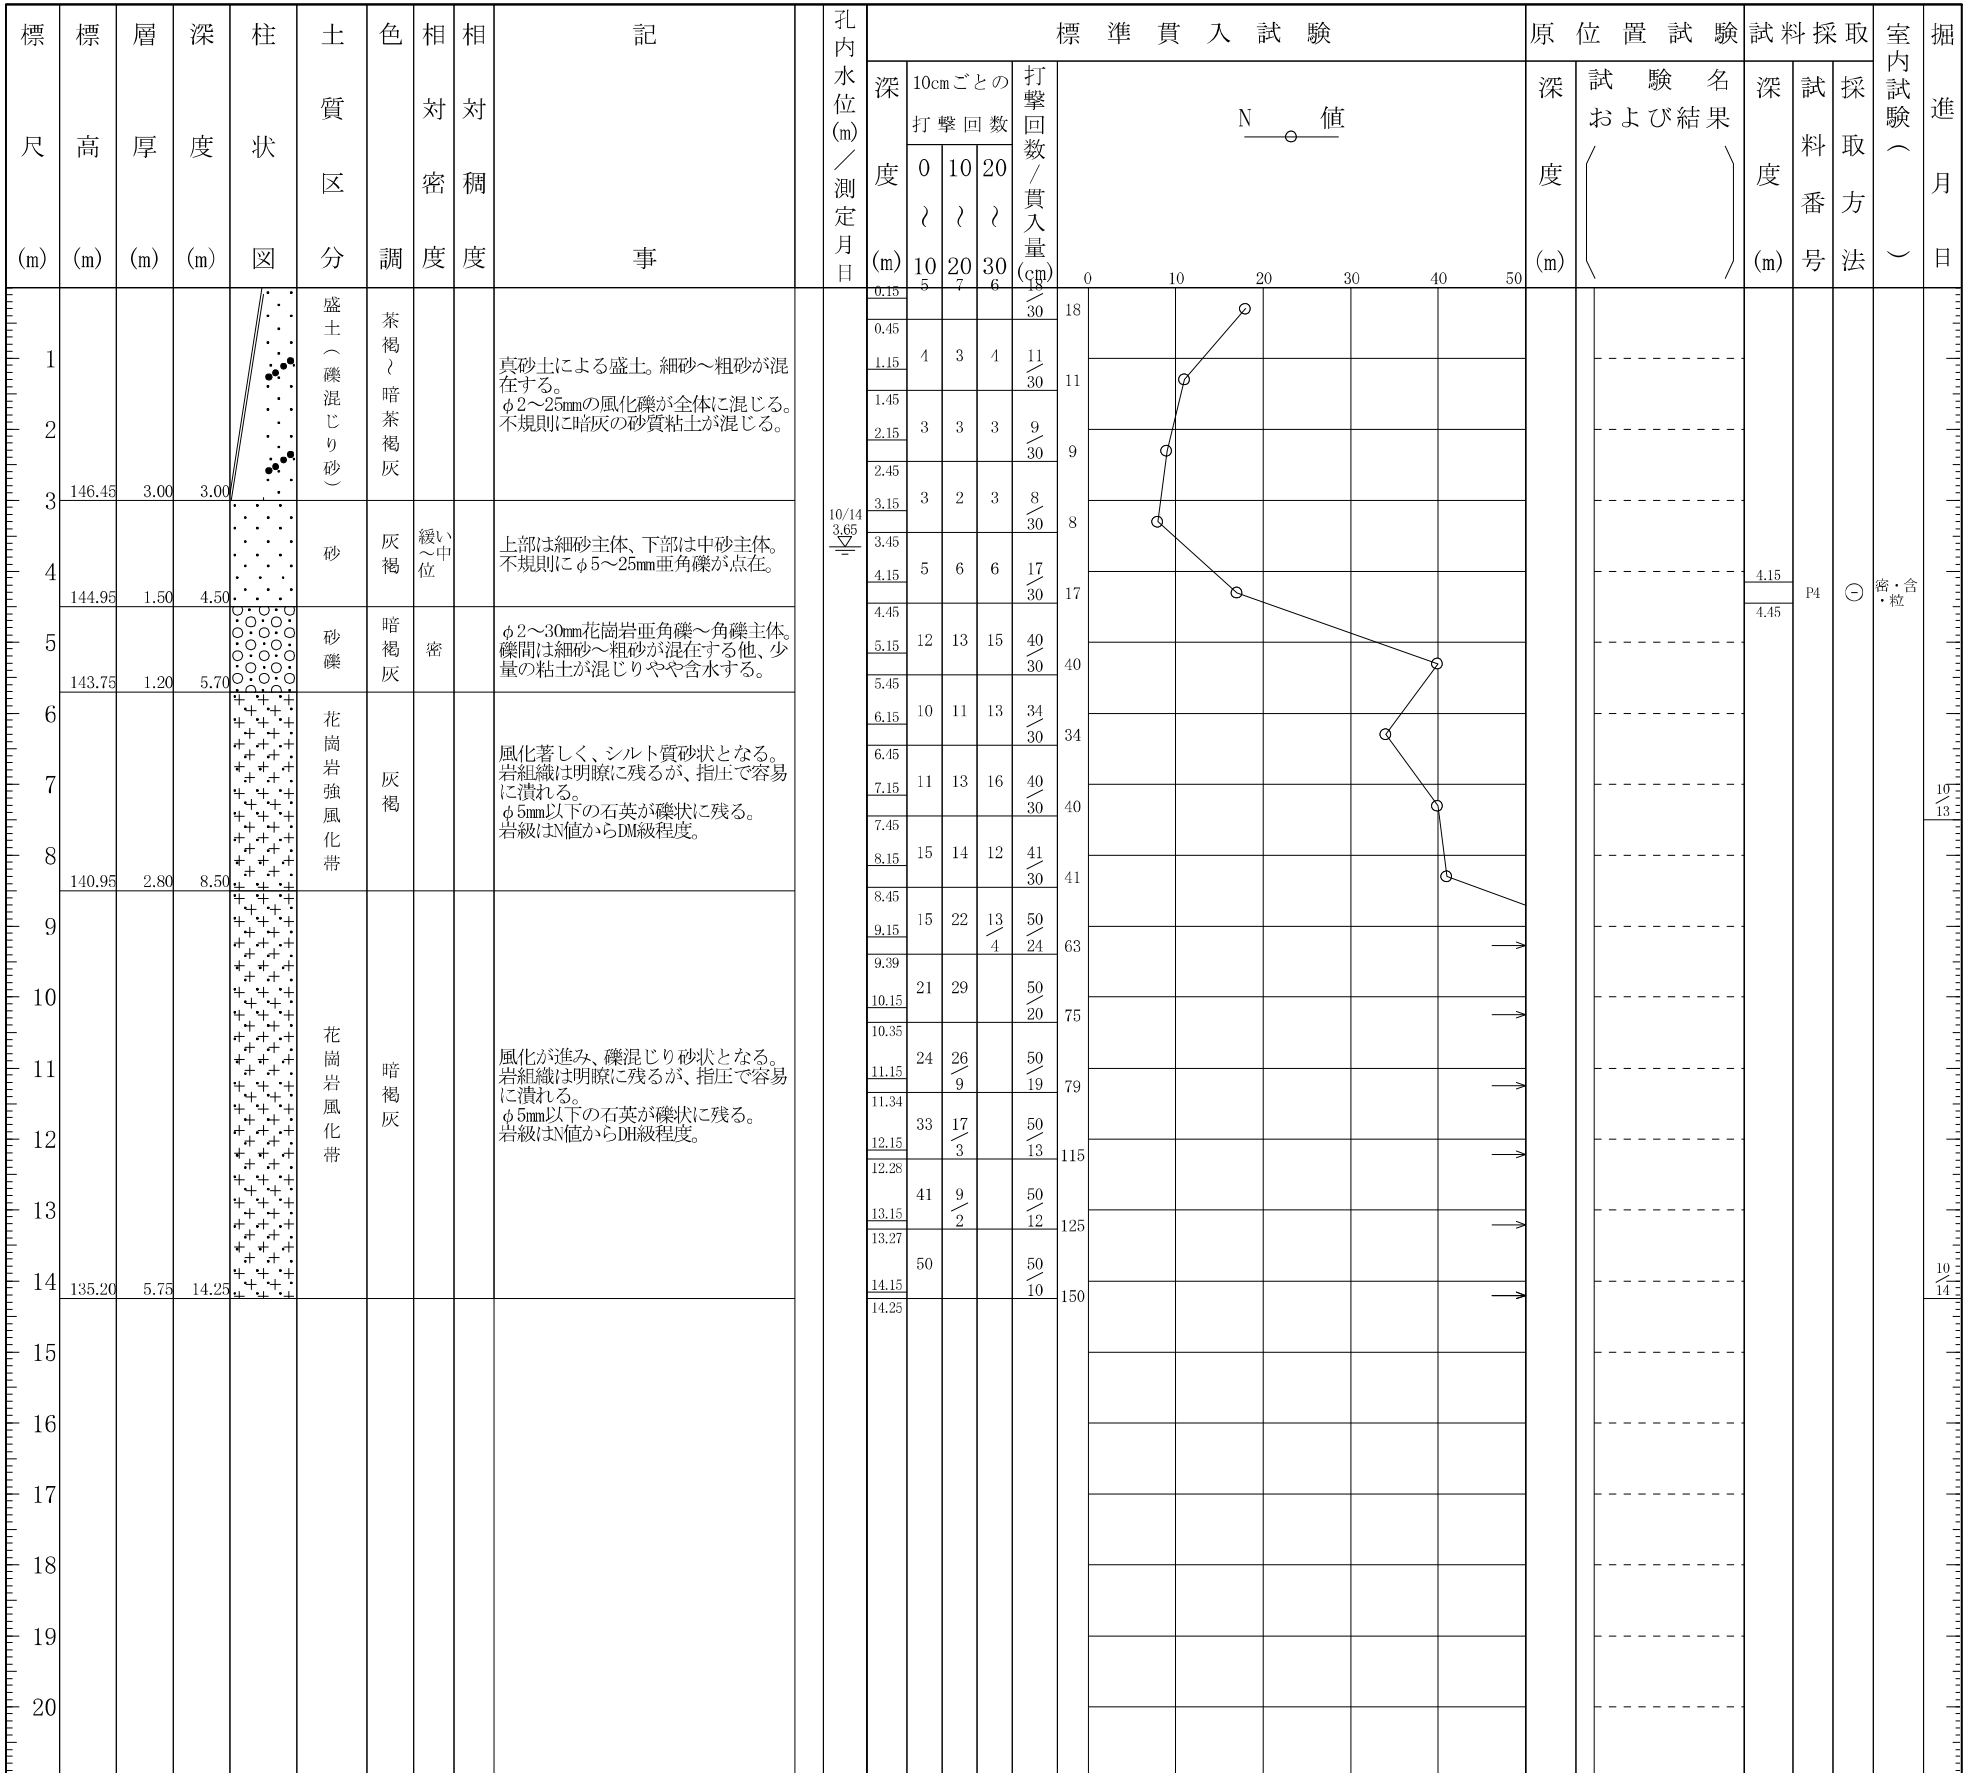 標尺(m)
標高(m)
層厚(m)
深度(m)
柱状図
土質区分
色調
相対密度
相対稠度
記事
孔内水位(m)／測定月日
標準貫入試験
深度(m)
10cmごとの
打撃回数
0～10
10～20
20～30
打撃回数/貫入量(cm)
N 値
0 10 20 30 40 50
原位置試験
深度(m)
試験名
および結果
試料採取
深度(m)
試料番号
採取方法
室内試験（ ）
掘進月日
盛土(礫混じり砂)
茶褐～暗茶褐灰
真砂土による盛土。細砂～粗砂が混
在する。
φ2～25mmの風化礫が全体に混じる。
不規則に暗灰の砂質粘土が混じる。
146.45 3.00 3.00
砂
灰褐
緩い
～中
位
上部は細砂主体、下部は中砂主体。
不規則にφ5～25mm亜角礫が点在。
144.95 1.50 4.50
砂礫
暗褐灰
密
φ2～30mm花崗岩亜角礫～角礫主体。
礫間は細砂～粗砂が混在する他、少
量の粘土が混じりやや含水する。
143.75 1.20 5.70
花崗岩強風化帯
灰褐
風化著しく、シルト質砂状となる。
岩組織は明瞭に残るが、指圧で容易
に潰れる。
φ5mm以下の石英が礫状に残る。
岩級はN値からDM級程度。
140.95 2.80 8.50
花崗岩風化帯
暗褐灰
風化が進み、礫混じり砂状となる。
岩組織は明瞭に残るが、指圧で容易
に潰れる。
φ5mm以下の石英が礫状に残る。
岩級はN値からDH級程度。
135.20 5.75 14.25
1
2
3
4
5
6
7
8
9
10
11
12
13
14
15
16
17
18
19
20
10/14
3.65
0.15 5 7 6 18/30 18
0.45
1.15 4 3 4 11/30 11
1.45
2.15 3 3 3 9/30 9
2.45
3.15 3 2 3 8/30 8
3.45
4.15 5 6 6 17/30 17
4.45
5.15 12 13 15 40/30 40
5.45
6.15 10 11 13 34/30 34
6.45
7.15 11 13 16 40/30 40
7.45
8.15 15 14 12 41/30 41
8.45
9.15 15 22 13/4 50/24 63
9.39
10.15 21 29 50/20 75
10.35
11.15 24 26/9 50/19 79
11.34
12.15 33 17/3 50/13 115
12.28
13.15 41 9/2 50/12 125
13.27
14.15 50 50/10 150
14.25
4.15
4.45
P4
密・含
・粒
10/13
10/14